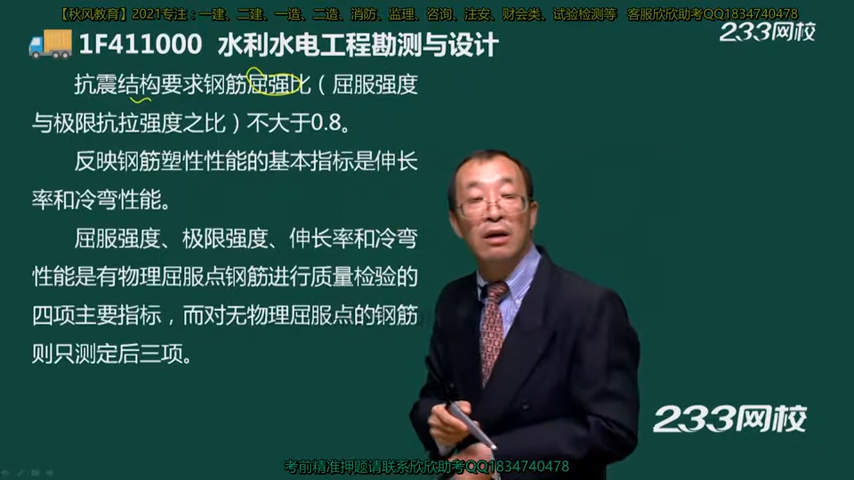 【秋风教育】2021专注：一建、二建、一造、二造、消防、监理、咨询、注安、财会类、试验检测等 客服欣欣助考QQ1834740478
1F411000 水利水电工程勘测与设计
233网校
抗震结构要求钢筋屈强比（屈服强度
与极限抗拉强度之比）不大于0.8。
反映钢筋塑性性能的基本指标是伸长
率和冷弯性能。
屈服强度、极限强度、伸长率和冷弯
性能是有物理屈服点钢筋进行质量检验的
四项主要指标，而对无物理屈服点的钢筋
则只测定后三项。
233网校
考前精准押题请联系欣欣助考QQ1834740478